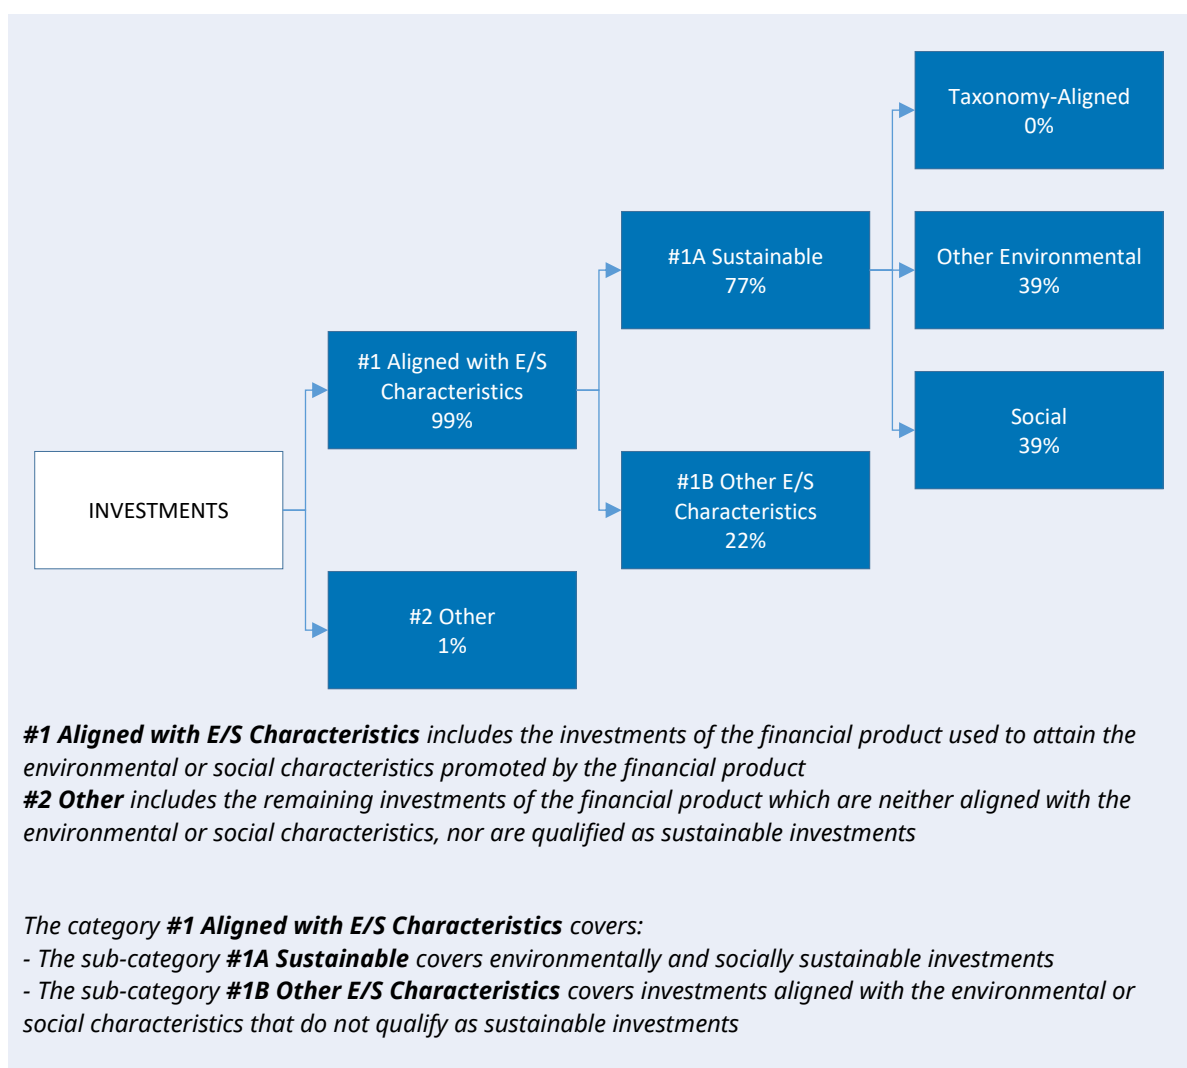 Taxonomy-Aligned
0%
#1A Sustainable
77%
Other Environmental
39%
#1 Aligned with E/S
Characteristics
99%
Social
39%
#1B Other E/S
Characteristics
22%
INVESTMENTS
#2 Other
1%
#1 Aligned with E/S Characteristics includes the investments of the financial product used to attain the
environmental or social characteristics promoted by the financial product
#2 Other includes the remaining investments of the financial product which are neither aligned with the
environmental or social characteristics, nor are qualified as sustainable investments
The category #1 Aligned with E/S Characteristics covers:
- The sub-category #1A Sustainable covers environmentally and socially sustainable investments
- The sub-category #1B Other E/S Characteristics covers investments aligned with the environmental or
social characteristics that do not qualify as sustainable investments